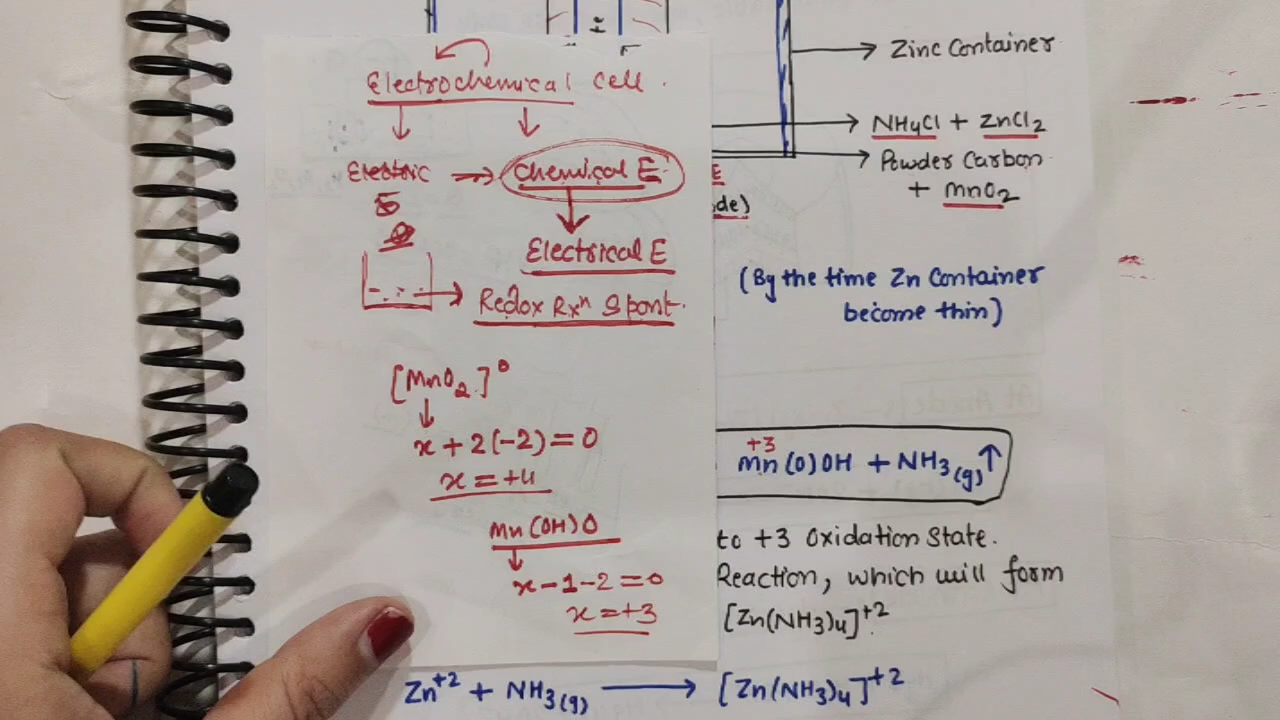 Electrochemical Cell.
Electric → Chemical E.
Electrical E
→ Redox Rxⁿ Spont.
[MnO₂]⁰
x + 2(-2) = 0
x = +4
Mn(OH)O
x - 1 - 2 = 0
x = +3
→ Zinc Container
→ NH₄Cl + ZnCl₂
→ Powder Carbon
+ MnO₂
de)
(By the time Zn Container
become thin)
+3
Mn(O)OH + NH₃(g)↑
to +3 Oxidation State.
Reaction, which will form
[Zn(NH₃)₄]⁺²
Zn⁺² + NH₃(g) → [Zn(NH₃)₄]⁺²